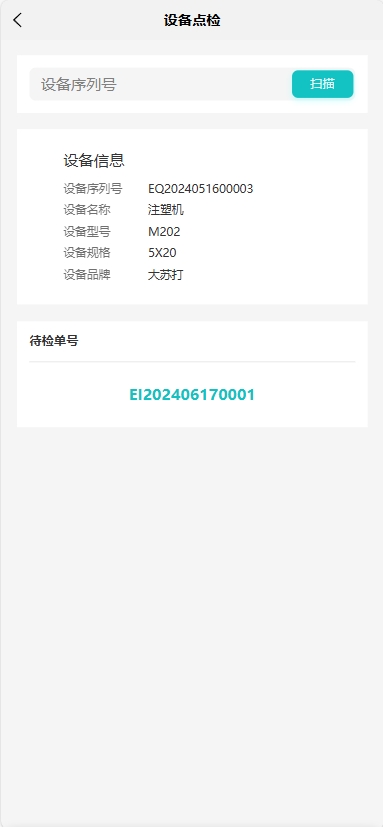 设备点检
设备序列号 扫描
设备信息
设备序列号 EQ2024051600003
设备名称 注塑机
设备型号 M202
设备规格 5X20
设备品牌 大苏打
待检单号
EI202406170001